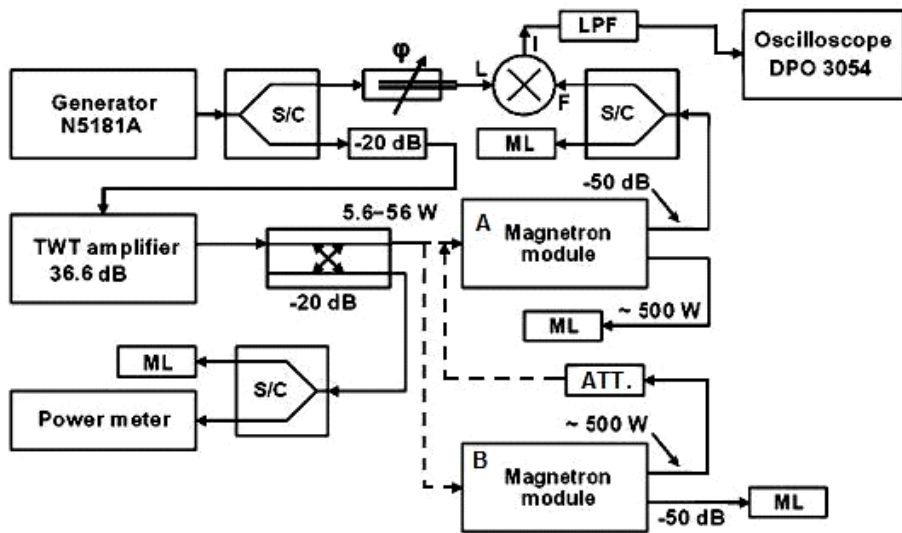 LPF
Oscilloscope
DPO 3054
φ
I
L
F
Generator
N5181A
S/C
S/C
-20 dB
ML
-50 dB
5.6–56 W
TWT amplifier
36.6 dB
A
Magnetron
module
-20 dB
~ 500 W
ML
ML
S/C
ATT.
Power meter
~ 500 W
B
Magnetron
module
-50 dB
ML